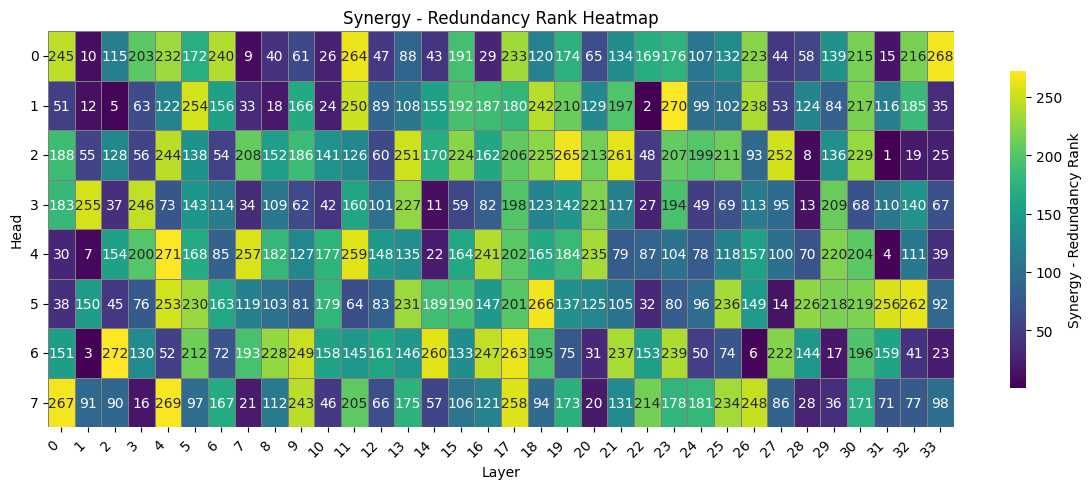 Synergy - Redundancy Rank Heatmap
0 245 10 115 203 232 172 240 9 40 61 26 264 47 88 43 191 29 233 120 174 65 134 169 176 107 132 223 44 58 139 215 15 216 268
1 51 12 5 63 122 254 156 33 18 166 24 250 89 108 155 192 187 180 242 210 129 197 2 270 99 102 238 53 124 84 217 116 185 35
2 188 55 128 56 244 138 54 208 152 186 141 126 60 251 170 224 162 206 225 265 213 261 48 207 199 211 93 252 8 136 229 1 19 25
3 183 255 37 246 73 143 114 34 109 62 42 160 101 227 11 59 82 198 123 142 221 117 27 194 49 69 113 95 13 209 68 110 140 67
4 30 7 154 200 271 168 85 257 182 127 177 259 148 135 22 164 241 202 165 184 235 79 87 104 78 118 157 100 70 220 204 4 111 39
5 38 150 45 76 253 230 163 119 103 81 179 64 83 231 189 190 147 201 266 137 125 105 32 80 96 236 149 14 226 218 219 256 262 92
6 151 3 272 130 52 212 72 193 228 249 158 145 161 146 260 133 247 263 195 75 31 237 153 239 50 74 6 222 144 17 196 159 41 23
7 267 91 90 16 269 97 167 21 112 243 46 205 66 175 57 106 121 258 94 173 20 131 214 178 181 234 248 86 28 36 171 71 77 98
0 1 2 3 4 5 6 7 8 9 10 11 12 13 14 15 16 17 18 19 20 21 22 23 24 25 26 27 28 29 30 31 32 33
Layer
Head
250
200
150
100
50
Synergy - Redundancy Rank